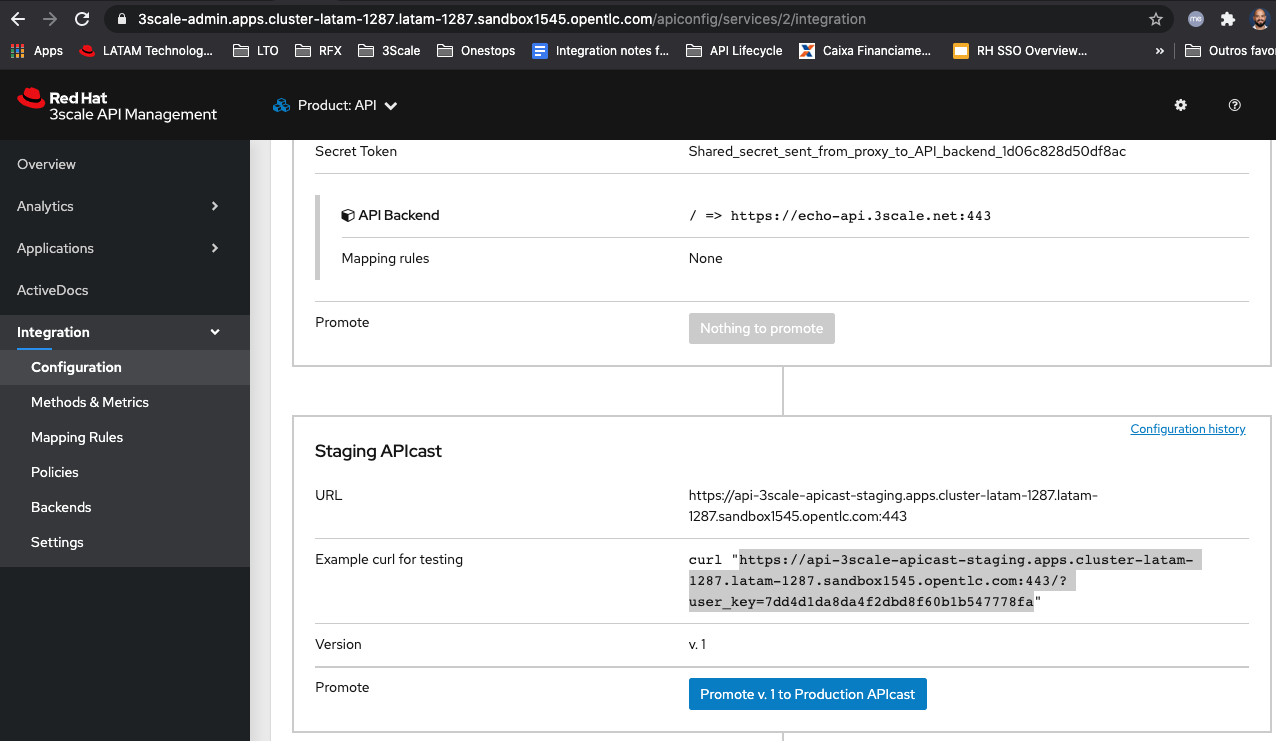 3scale-admin.apps.cluster-latam-1287.latam-1287.sandbox1545.opentlc.com/apiconfig/services/2/integration
me
Apps
LATAM Technolog...
LTO
RFX
3Scale
Onestops
Integration notes f...
API Lifecycle
Caixa Financiame...
RH SSO Overview...
»
Outros favor
Red Hat
3scale API Management
Product: API
Overview
Analytics
Applications
ActiveDocs
Integration
Configuration
Methods & Metrics
Mapping Rules
Policies
Backends
Settings
Secret Token
Shared_secret_sent_from_proxy_to_API_backend_1d06c828d50df8ac
API Backend
/ => https://echo-api.3scale.net:443
Mapping rules
None
Promote
Nothing to promote
Configuration history
Staging APIcast
URL
https://api-3scale-apicast-staging.apps.cluster-latam-1287.latam-
1287.sandbox1545.opentlc.com:443
Example curl for testing
curl "https://api-3scale-apicast-staging.apps.cluster-latam-
1287.latam-1287.sandbox1545.opentlc.com:443/?
user_key=7dd4d1da8da4f2dbd8f60b1b547778fa"
Version
v. 1
Promote
Promote v. 1 to Production APIcast